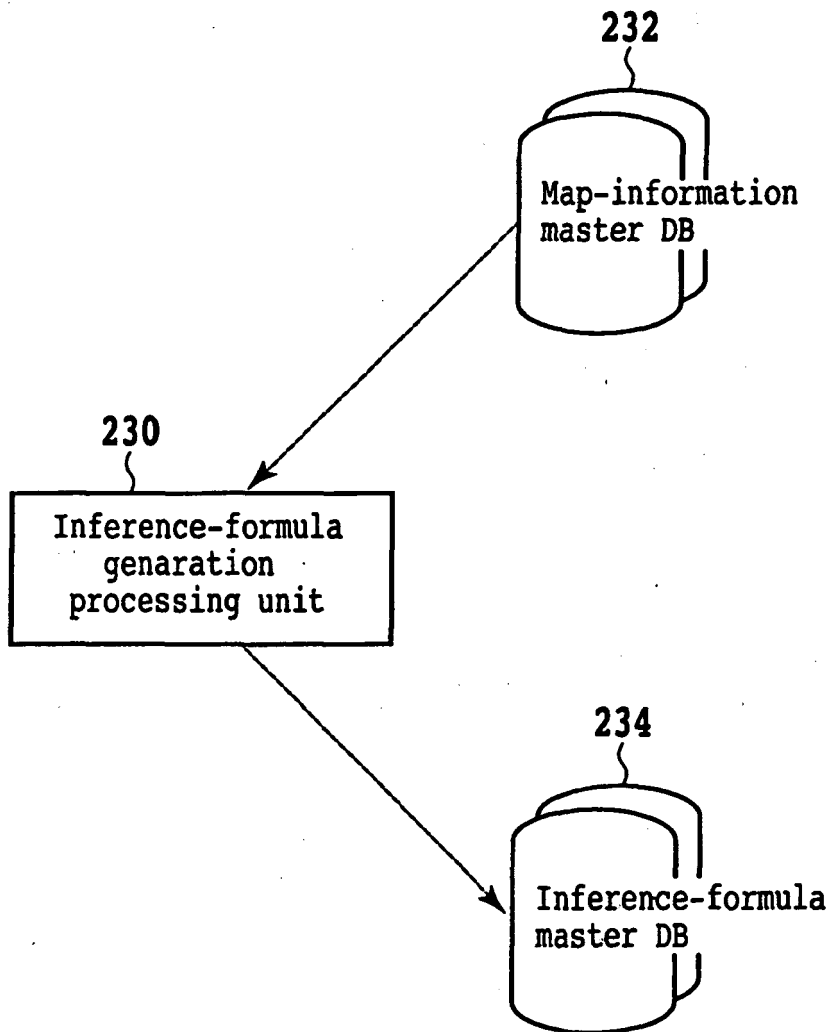 232
Map-information
master DB
230
Inference-formula
genaration
processing unit
234
Inference-formula
master DB